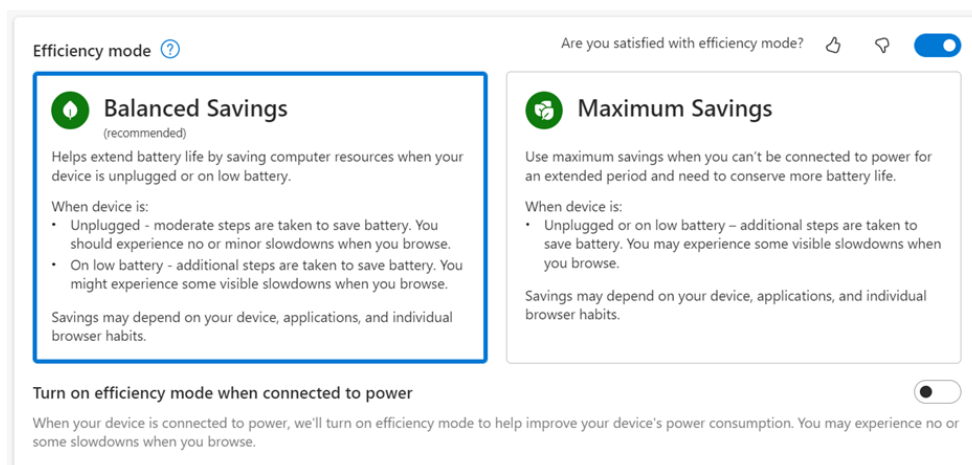 Efficiency mode ?
Are you satisfied with efficiency mode?
Balanced Savings
(recommended)
Helps extend battery life by saving computer resources when your
device is unplugged or on low battery.
When device is:
• Unplugged - moderate steps are taken to save battery. You
should experience no or minor slowdowns when you browse.
• On low battery - additional steps are taken to save battery. You
might experience some visible slowdowns when you browse.
Savings may depend on your device, applications, and individual
browser habits.
Maximum Savings
Use maximum savings when you can’t be connected to power for
an extended period and need to conserve more battery life.
When device is:
• Unplugged or on low battery – additional steps are taken to
save battery. You may experience some visible slowdowns when
you browse.
Savings may depend on your device, applications, and individual
browser habits.
Turn on efficiency mode when connected to power
When your device is connected to power, we'll turn on efficiency mode to help improve your device's power consumption. You may experience no or
some slowdowns when you browse.